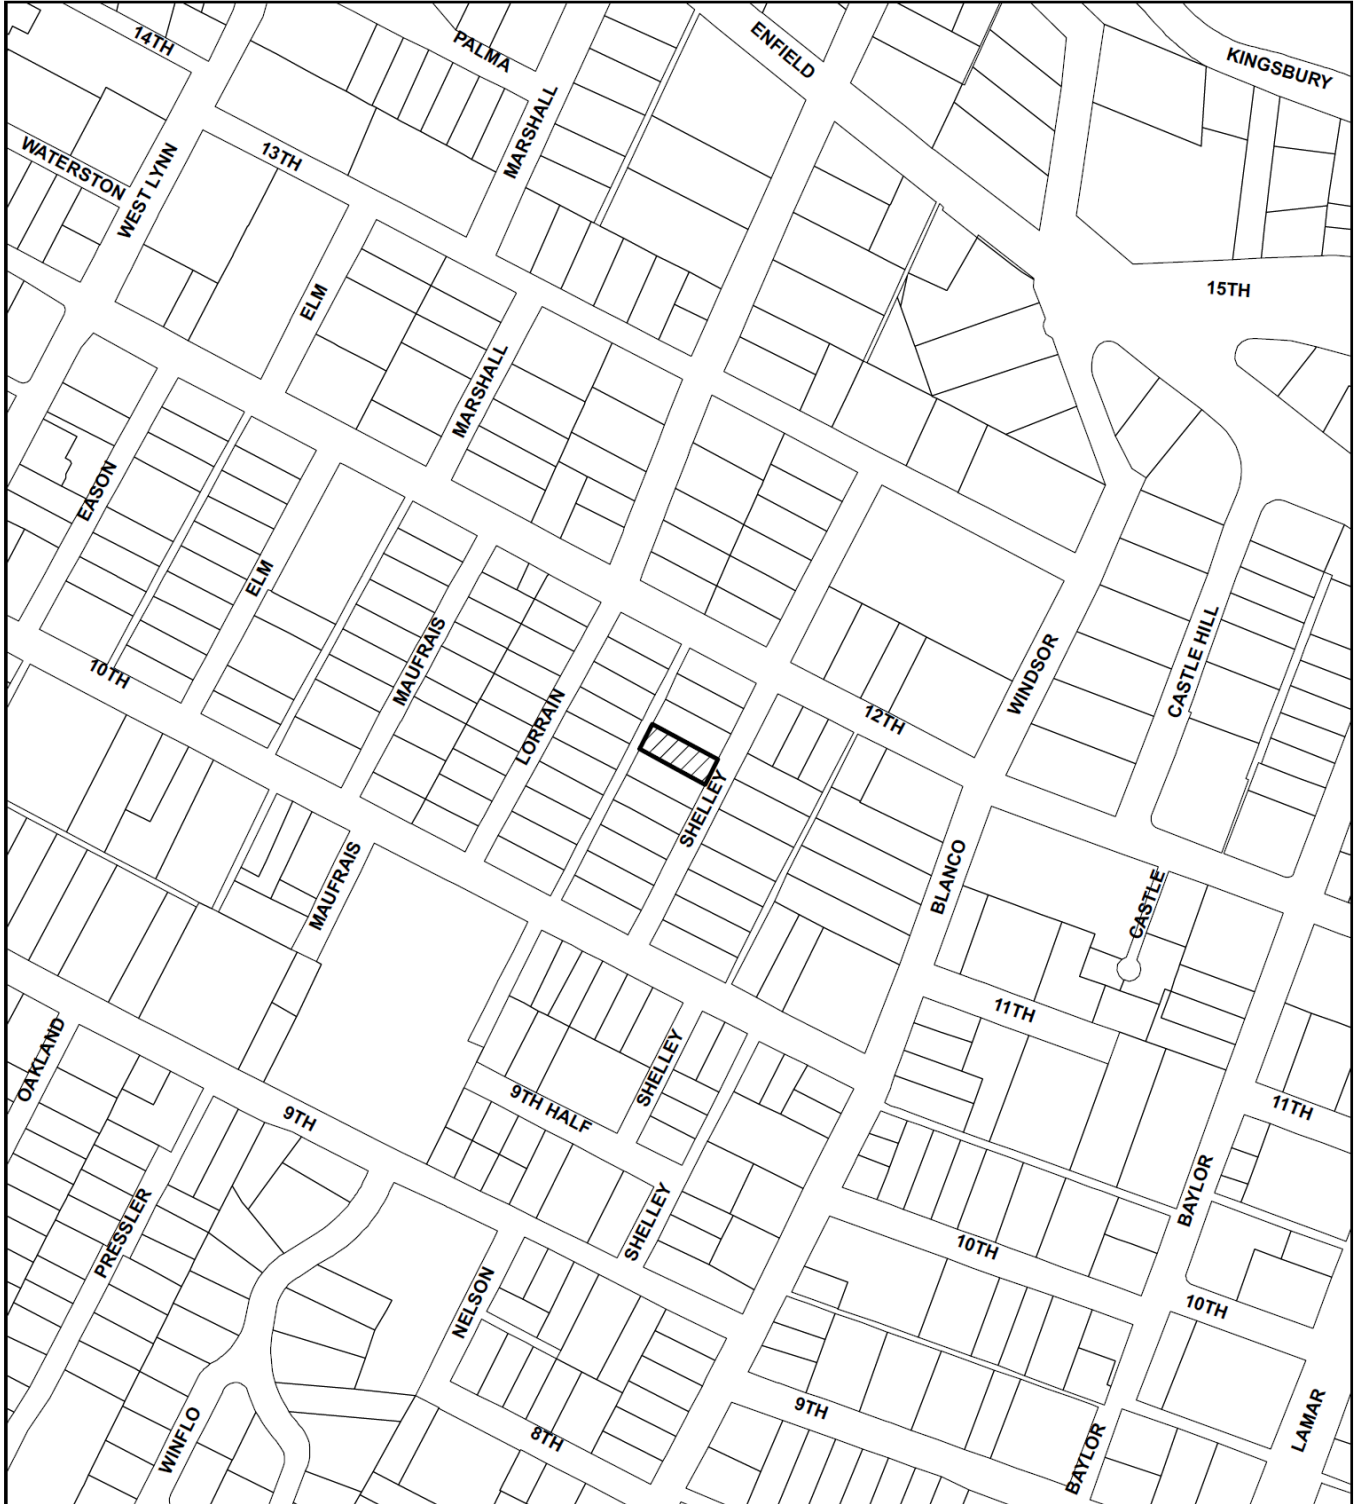 14TH
PALMA
ENFIELD
KINGSBURY
MARSHALL
WATERSTON
13TH
WEST LYNN
15TH
ELM
MARSHALL
EASON
ELM
MAUFRAIS
WINDSOR
CASTLE HILL
10TH
LORRAIN
12TH
SHELLEY
MAUFRAIS
BLANCO
CASTLE
11TH
OAKLAND
SHELLEY
9TH HALF
9TH
11TH
BAYLOR
PRESSLER
SHELLEY
10TH
NELSON
10TH
9TH
LAMAR
WINFLO
8TH
BAYLOR